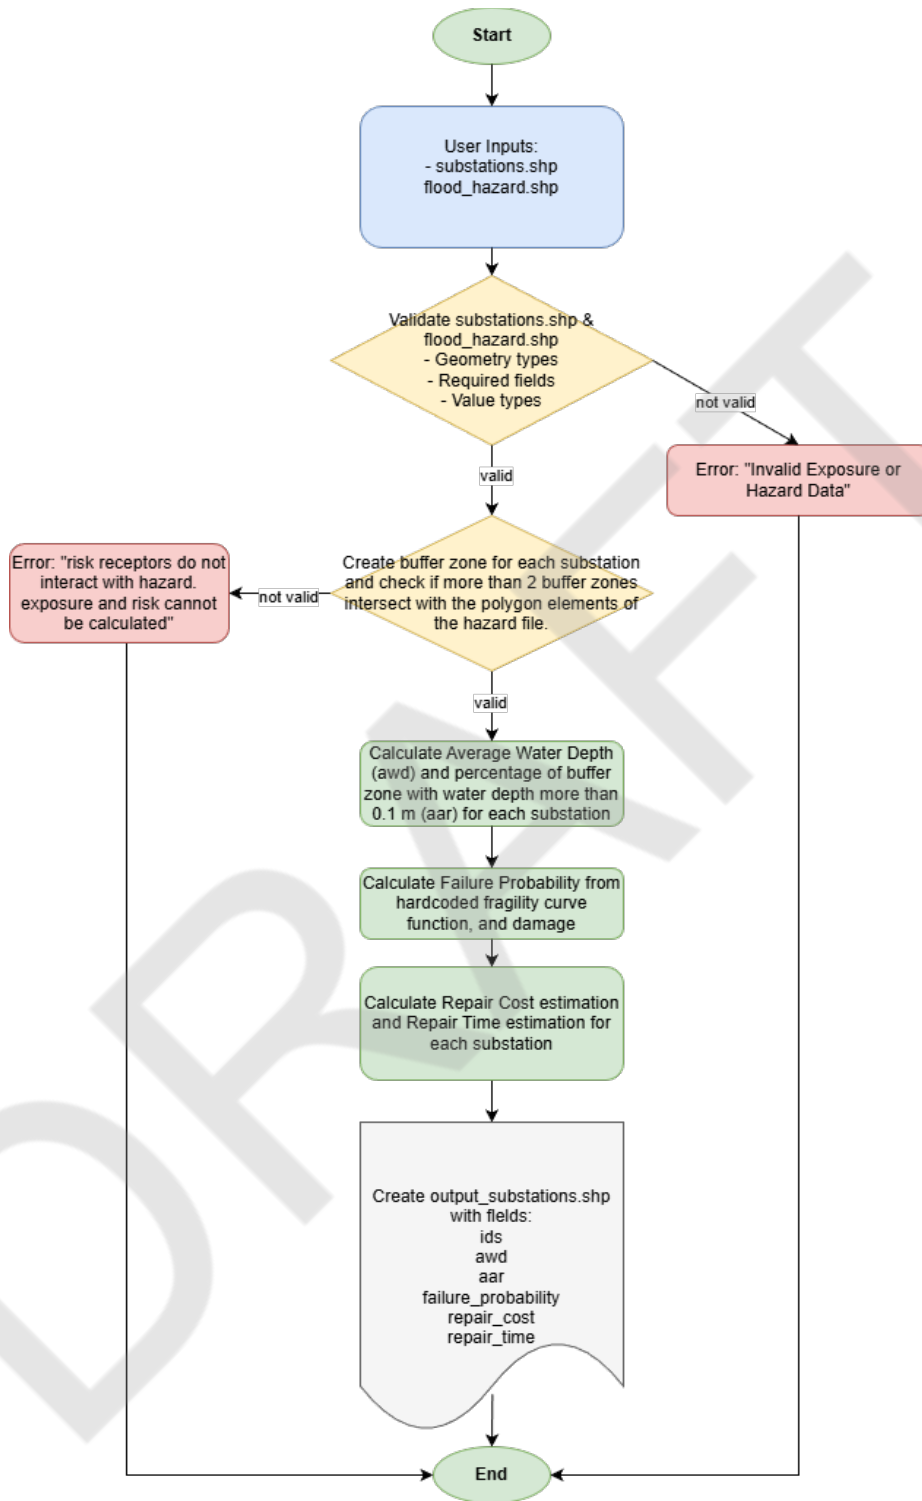 Start
User Inputs:
- substations.shp
flood_hazard.shp
Validate substations.shp &
flood_hazard.shp
- Geometry types
- Required fields
- Value types
not valid
Error: "Invalid Exposure or
Hazard Data"
valid
Create buffer zone for each substation
and check if more than 2 buffer zones
intersect with the polygon elements of
the hazard file.
not valid
Error: "risk receptors do not
interact with hazard.
exposure and risk cannot
be calculated"
valid
Calculate Average Water Depth
(awd) and percentage of buffer
zone with water depth more than
0.1 m (aar) for each substation
Calculate Failure Probability from
hardcoded fragility curve
function, and damage
Calculate Repair Cost estimation
and Repair Time estimation for
each substation
Create output_substations.shp
with fields:
ids
awd
aar
failure_probability
repair_cost
repair_time
End
DRAFT